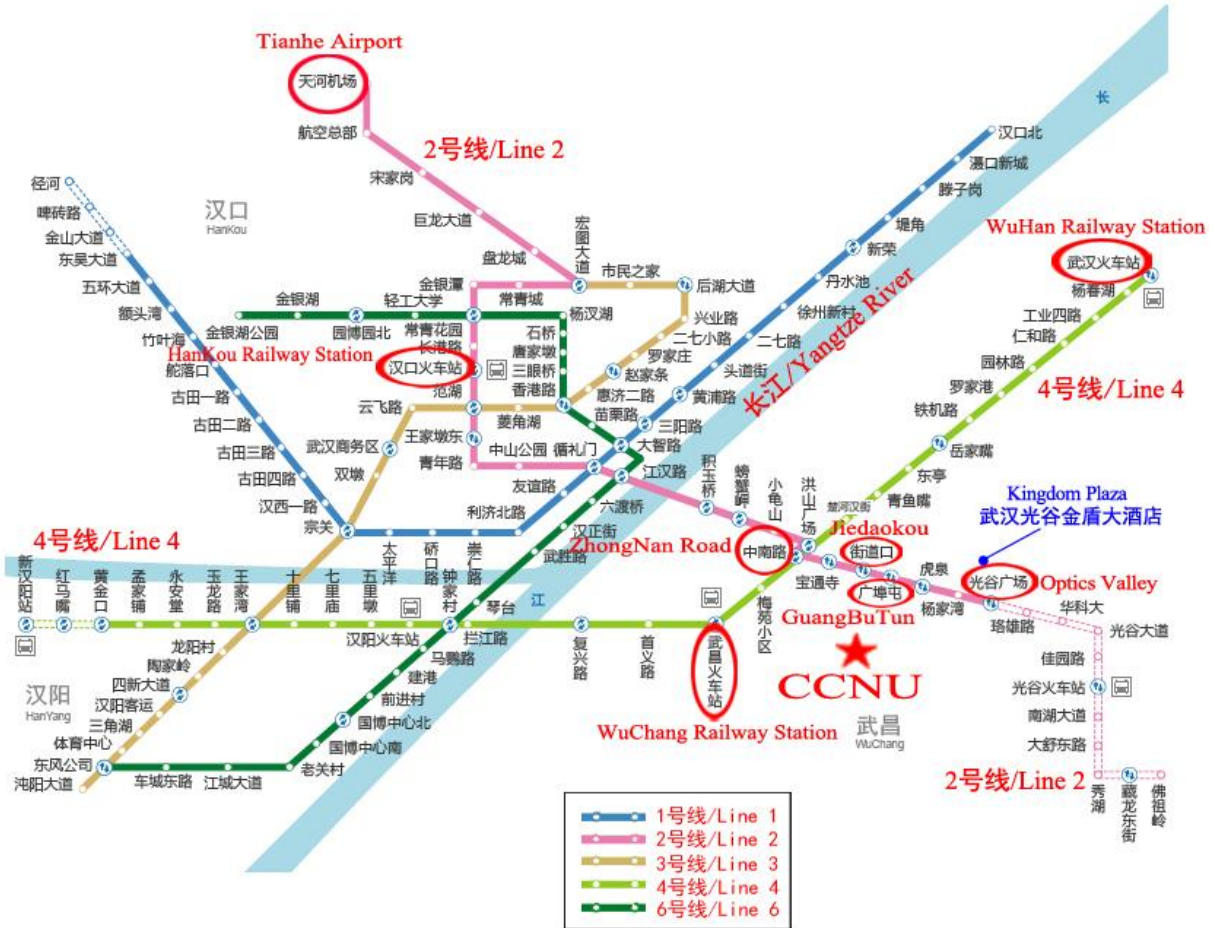 Tianhe Airport
天河机场
航空总部
2号线/Line 2
宋家岗
巨龙大道
盘龙城
宏图大道
市民之家
后湖大道
兴业路
二七小路
罗家庄
赵家条
惠济二路
径河
啤砖路
金山大道
东吴大道
五环大道
额头湾
竹叶海
舵落口
古田一路
古田二路
古田三路
古田四路
汉西一路
宗关
汉口
HanKou
金银湖
金银湖公园
园博园北
轻工大学
金银潭
常青城
常青花园
长港路
HanKou Railway Station
汉口火车站
范湖
杨汊湖
石桥
唐家墩
三眼桥
香港路
云飞路
菱角湖
武汉商务区
双墩
王家墩东
青年路
中山公园
循礼门
友谊路
利济北路
崇仁路
硚口路
太平洋
苗栗路
大智路
三阳路
黄浦路
头道街
二七路
徐州新村
丹水池
新荣
堤角
滕子岗
滠口新城
汉口北
长
长江/Yangtze River
江
WuHan Railway Station
武汉火车站
杨春湖
工业四路
仁和路
园林路
罗家港
铁机路
4号线/Line 4
岳家嘴
东亭
青鱼嘴
楚河汉街
江汉路
六渡桥
汉正街
武胜路
琴台
积玉桥
螃蟹岬
小龟山
洪山广场
ZhongNan Road
中南路
Jiedaokou
街道口
宝通寺
广埠屯
GuangBuTun
虎泉
杨家湾
Kingdom Plaza
武汉光谷金盾大酒店
光谷广场
Optics Valley
珞雄路
华科大
光谷大道
佳园路
光谷火车站
南湖大道
大舒东路
秀湖
藏龙东街
佛祖岭
2号线/Line 2
4号线/Line 4
新汉阳站
红马嘴
黄金口
孟家铺
永安堂
玉龙路
王家湾
十里铺
七里庙
五里墩
汉阳火车站
钟家村
拦江路
复兴路
首义路
武昌火车站
梅苑小区
WuChang Railway Station
CCNU
武昌
WuChang
汉阳
HanYang
龙阳村
陶家岭
四新大道
汉阳客运
三角湖
体育中心
东风公司
沌阳大道
车城东路
江城大道
老关村
国博中心南
国博中心北
前进村
建港
马鹦路
1号线/Line 1
2号线/Line 2
3号线/Line 3
4号线/Line 4
6号线/Line 6